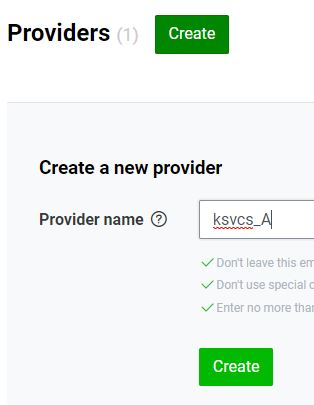 Providers (1) Create
Create a new provider
Provider name ?
ksvcs_A
Don't leave this em
Don't use special c
Enter no more than
Create